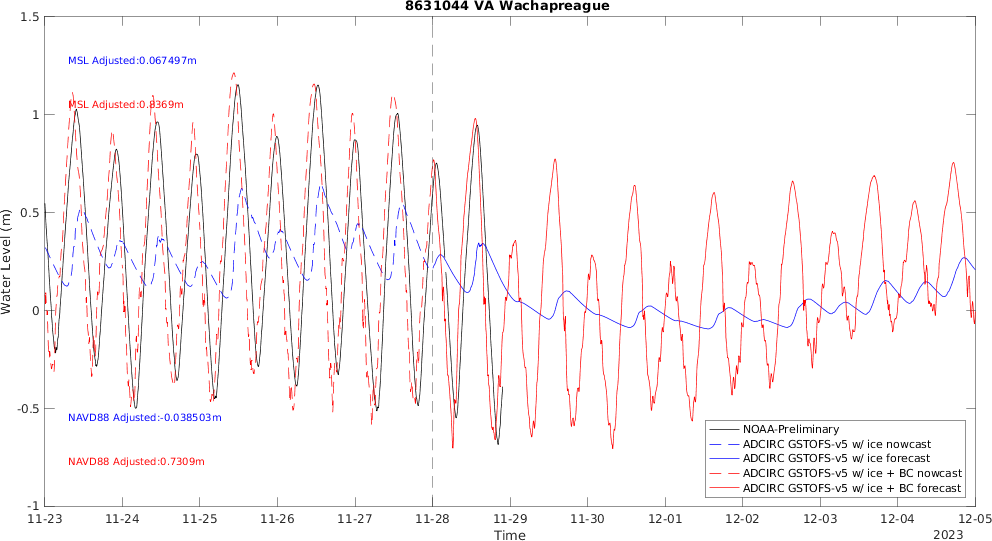 8631044 VA Wachapreague
1.5
1
0.5
0
-0.5
-1
Water Level (m)
MSL Adjusted:0.067497m
MSL Adjusted:0.8369m
NAVD88 Adjusted:-0.038503m
NAVD88 Adjusted:0.7309m
NOAA-Preliminary
ADCIRC GSTOFS-v5 w/ ice nowcast
ADCIRC GSTOFS-v5 w/ ice forecast
ADCIRC GSTOFS-v5 w/ ice + BC nowcast
ADCIRC GSTOFS-v5 w/ ice + BC forecast
11-23 11-24 11-25 11-26 11-27 11-28 11-29 11-30 12-01 12-02 12-03 12-04 12-05
Time
2023